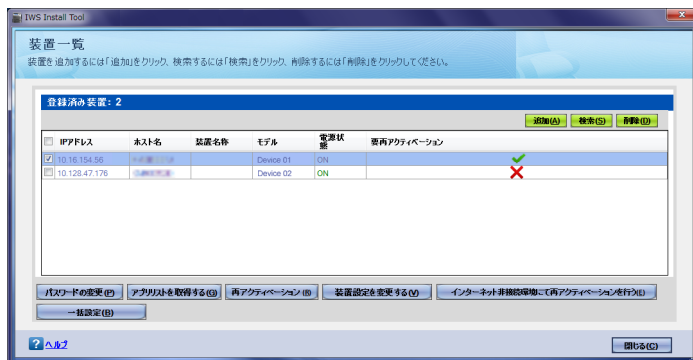 IWS Install Tool
装置一覧
装置を追加するには「追加」をクリック、検索するには「検索」をクリック、削除するには「削除」をクリックしてください。
登録済み装置: 2
追加(A) 検索(S) 削除(D)
IPアドレス ホスト名 装置名称 モデル 電源状態 要再アクティベーション
10.16.154.56 Device 01 ON
10.128.47.176 Device 02 ON
パスワードの変更(P) アプリリストを取得する(G) 再アクティベーション(R) 装置設定を変更する(V) インターネット非接続環境にて再アクティベーションを行う(E)
一括設定(B)
? ヘルプ 閉じる(C)